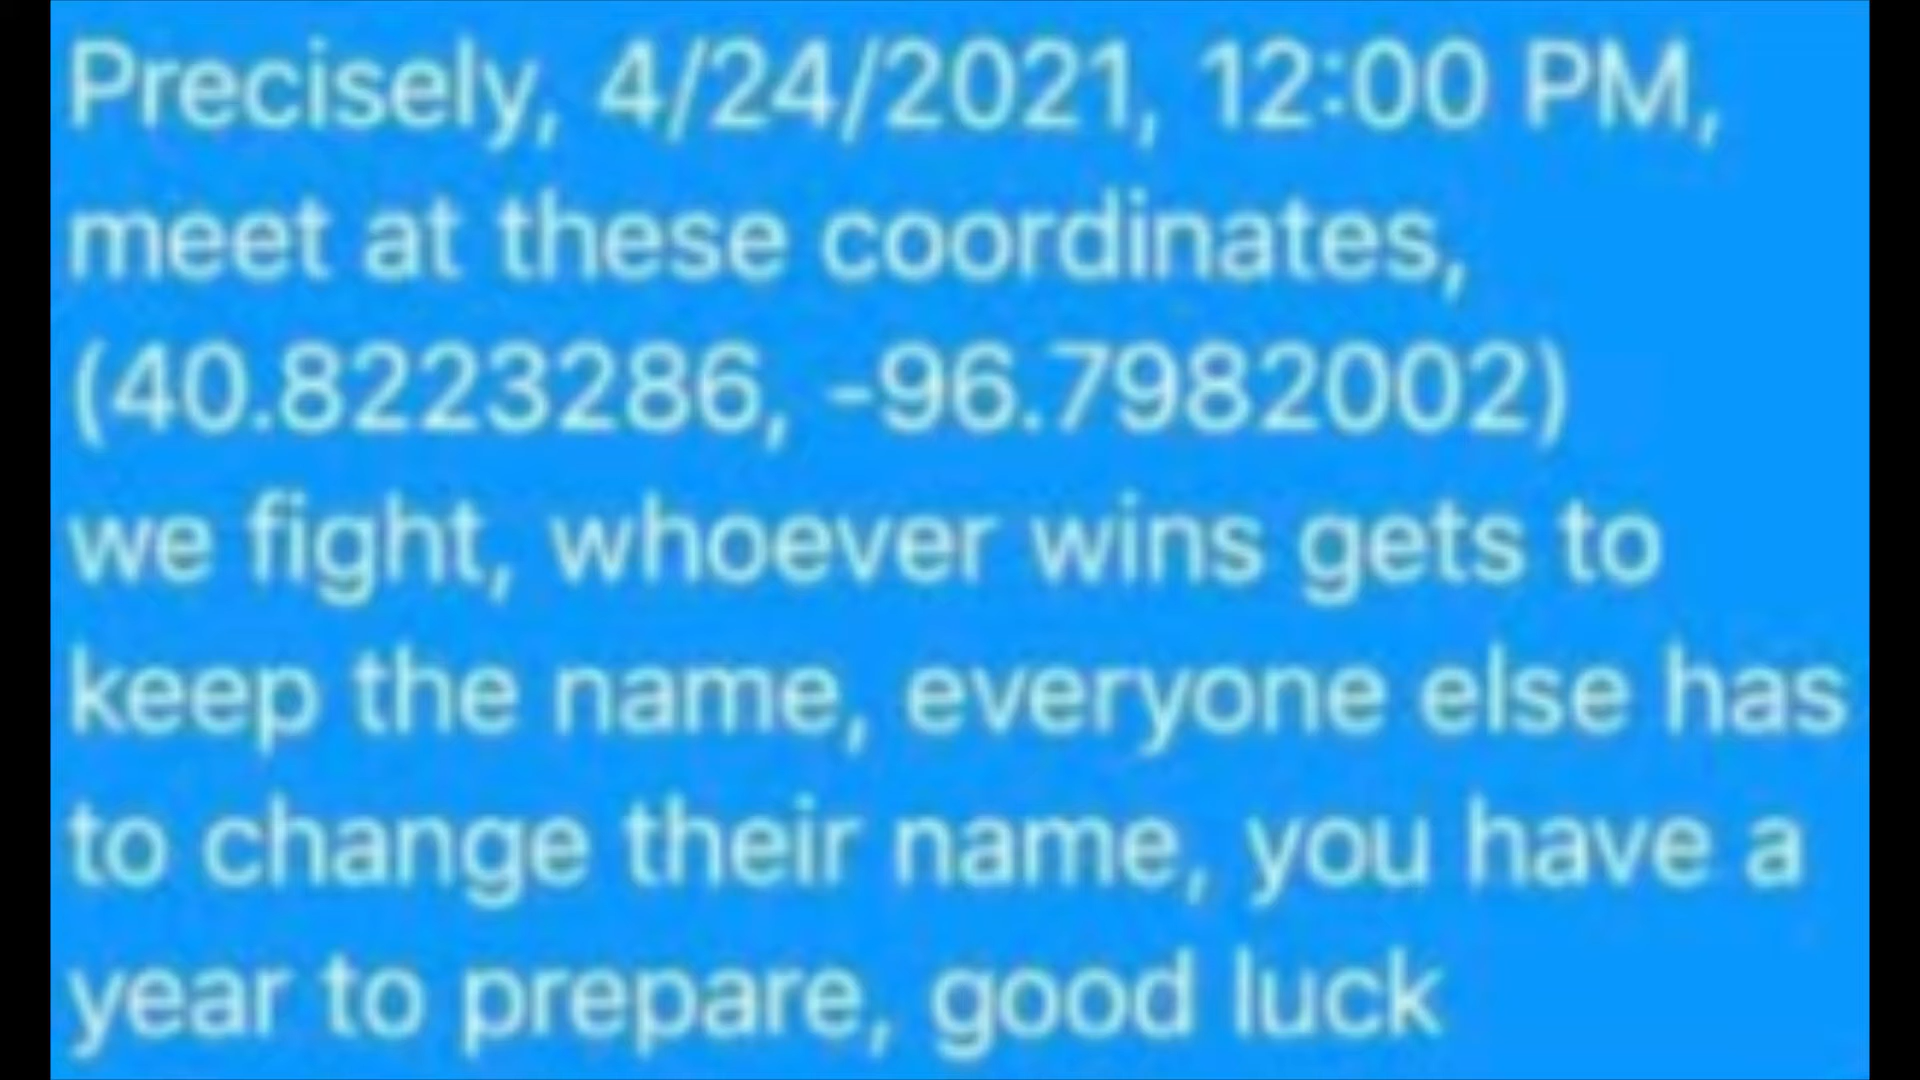 Precisely, 4/24/2021, 12:00 PM,
meet at these coordinates,
(40.8223286, -96.7982002)
we fight, whoever wins gets to
keep the name, everyone else has
to change their name, you have a
year to prepare, good luck